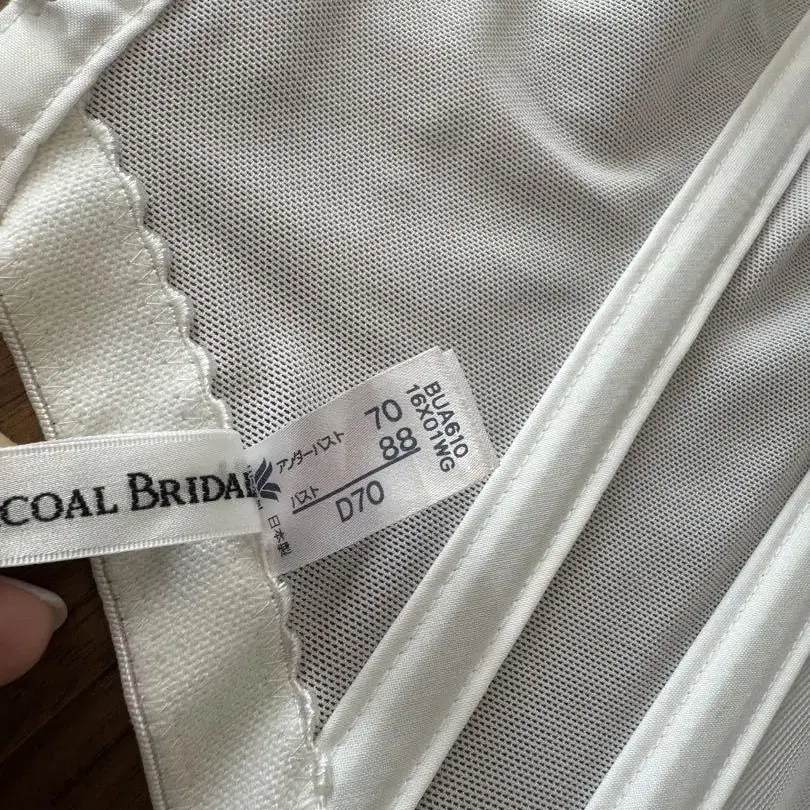 COAL BRIDAL
アンダーバスト 70
バスト 88
D70
日本製
BUA610
16X01WG